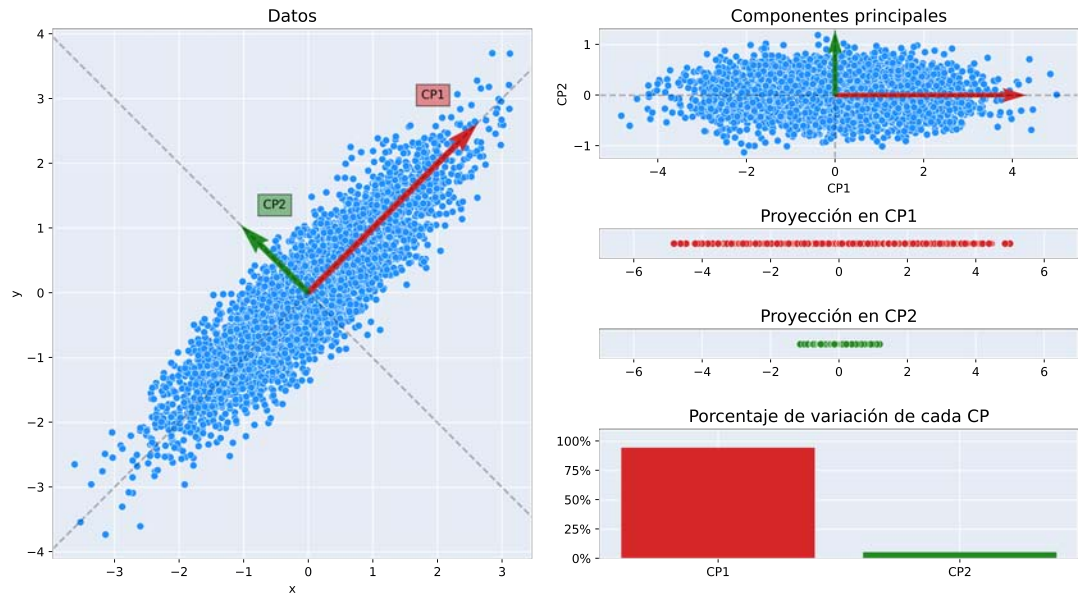 Datos
4
3
2
1
0
−1
−2
−3
−4
y
CP1
CP2
−3 −2 −1 0 1 2 3
x
Componentes principales
1
0
−1
CP2
−4 −2 0 2 4
CP1
Proyección en CP1
−6 −4 −2 0 2 4 6
Proyección en CP2
−6 −4 −2 0 2 4 6
Porcentaje de variación de cada CP
100%
75%
50%
25%
0%
CP1 CP2